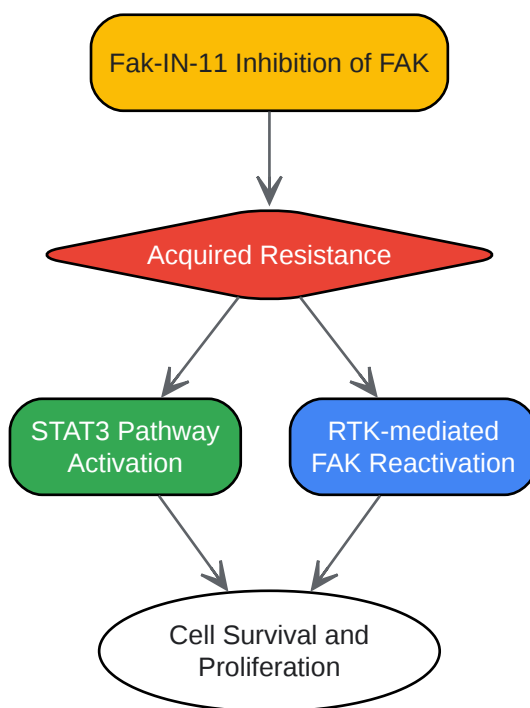 Fak-IN-11 Inhibition of FAK
Acquired Resistance
STAT3 Pathway
Activation
RTK-mediated
FAK Reactivation
Cell Survival and
Proliferation